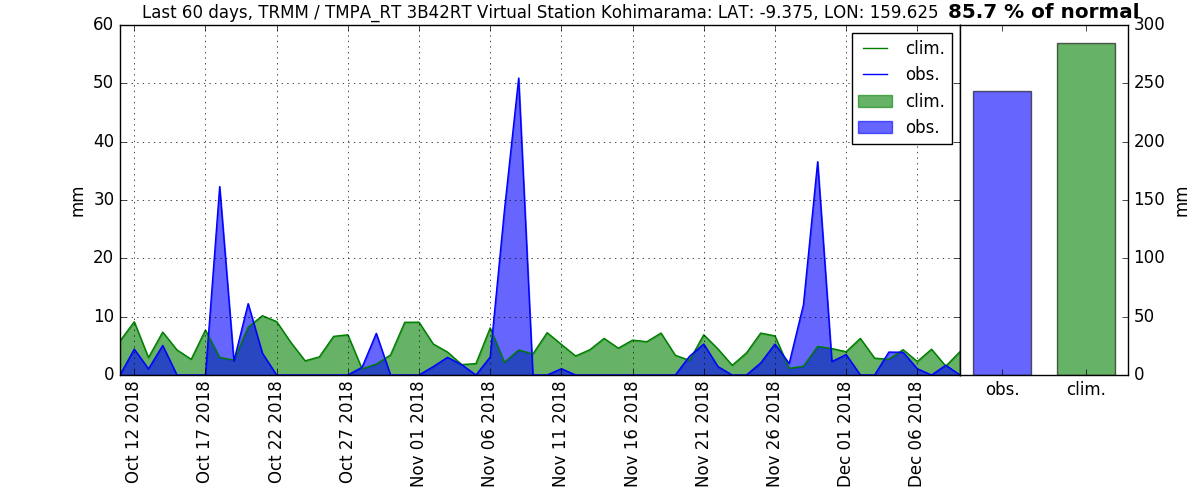 Last 60 days, TRMM / TMPA_RT 3B42RT Virtual Station Kohimarama: LAT: -9.375, LON: 159.625 85.7 % of normal
60
50
40
30
20
10
0
mm
clim.
obs.
clim.
obs.
Oct 12 2018
Oct 17 2018
Oct 22 2018
Oct 27 2018
Nov 01 2018
Nov 06 2018
Nov 11 2018
Nov 16 2018
Nov 21 2018
Nov 26 2018
Dec 01 2018
Dec 06 2018
300
250
200
150
100
50
0
mm
obs.
clim.